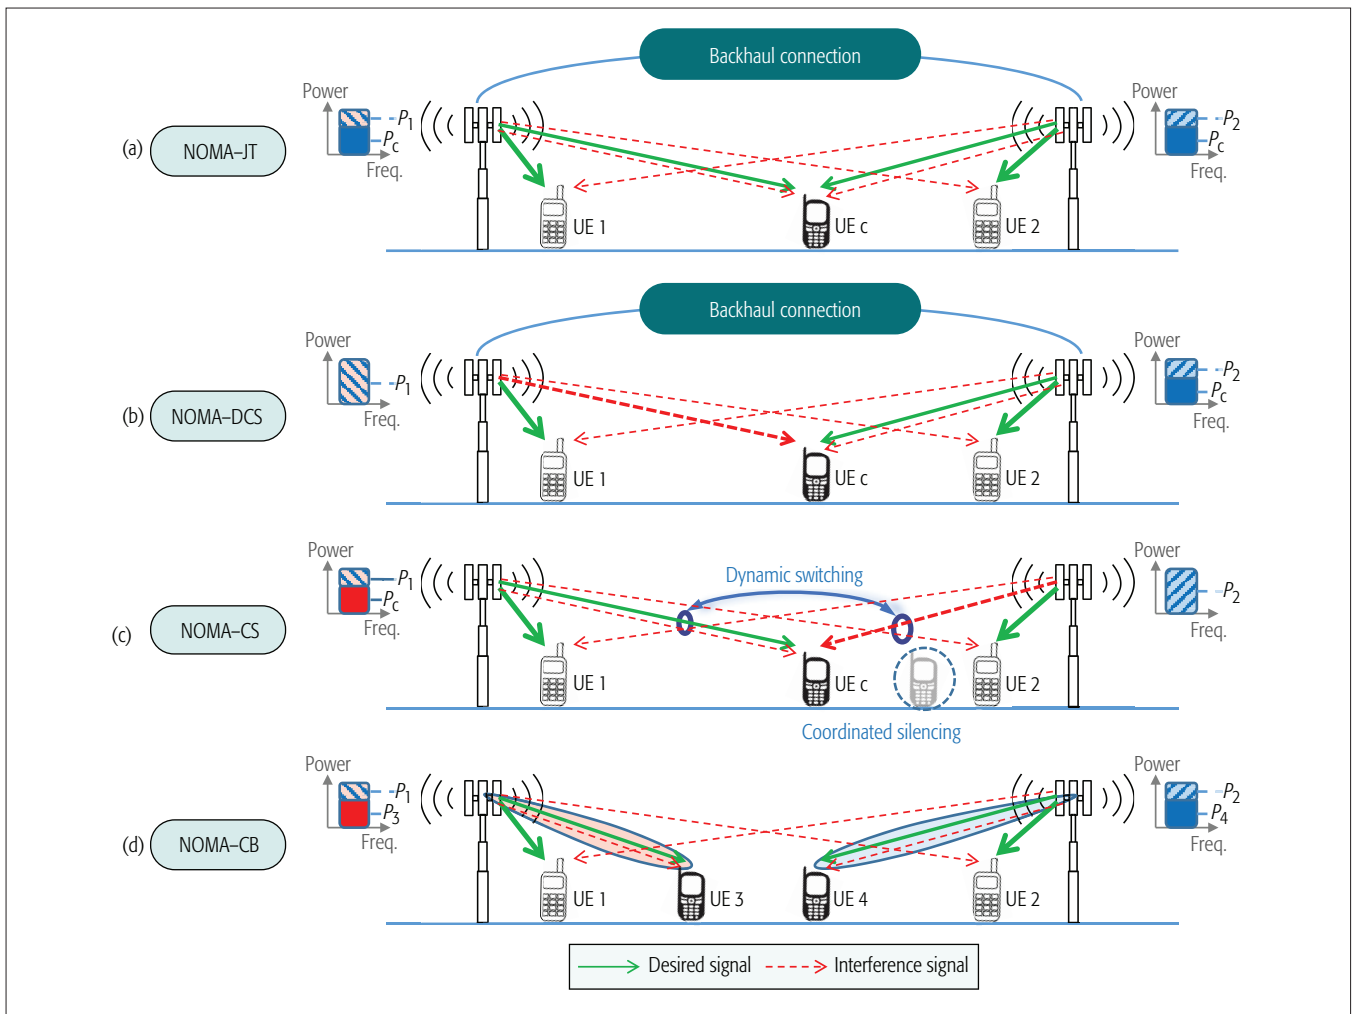 Backhaul connection
Power
P1
Pc
Freq.
Power
P2
Pc
Freq.
(a) NOMA–JT
UE 1
UE c
UE 2
Backhaul connection
Power
P1
Freq.
Power
P2
Pc
Freq.
(b) NOMA–DCS
UE 1
UE c
UE 2
Power
P1
Pc
Freq.
Dynamic switching
Power
P2
Freq.
(c) NOMA–CS
UE 1
UE c
UE 2
Coordinated silencing
Power
P1
P3
Freq.
Power
P2
P4
Freq.
(d) NOMA–CB
UE 1
UE 3
UE 4
UE 2
Desired signal
Interference signal